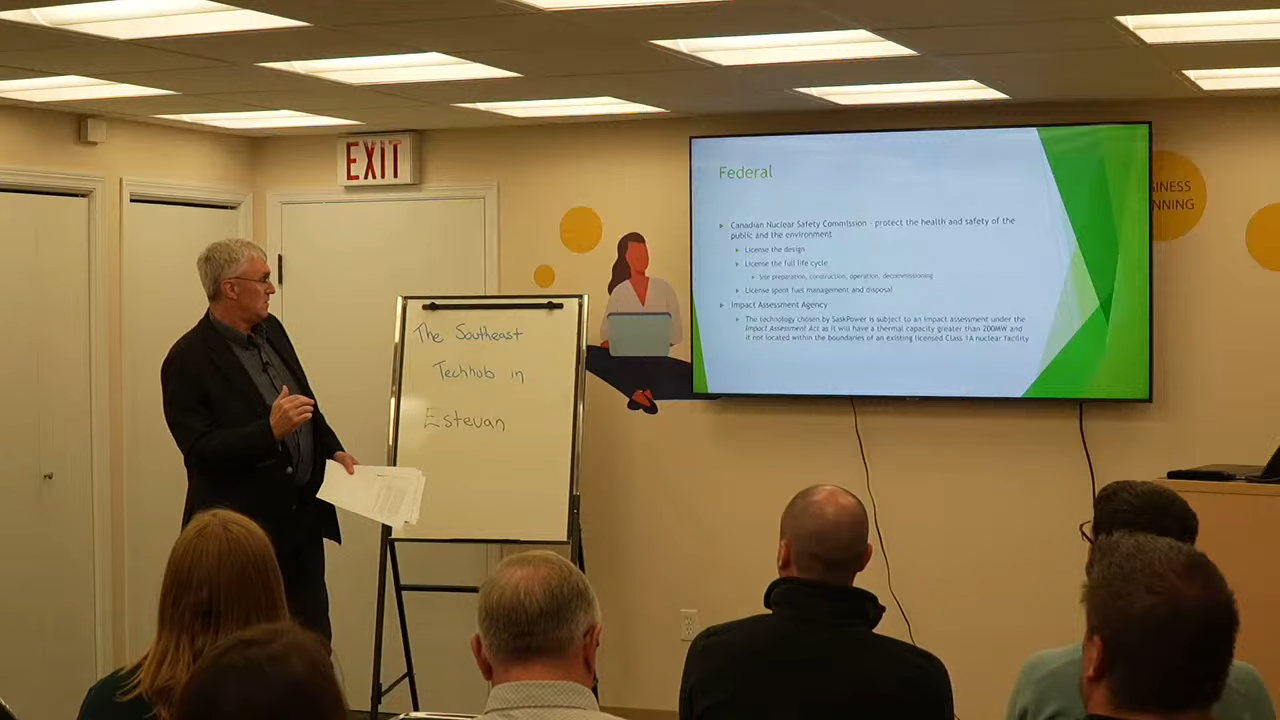 EXIT
The Southeast
Techhub in
Estevan
Federal
Canadian Nuclear Safety Commission - protect the health and safety of the
public and the environment
License the design
License the full life cycle
Site preparation, construction, operation, decommissioning
License spent fuel management and disposal
Impact Assessment Agency
The technology chosen by SaskPower is subject to an impact assessment under the
Impact Assessment Act as it will have a thermal capacity greater than 200MW and
it not located within the boundaries of an existing licensed Class 1A nuclear facility
INESS
NNING